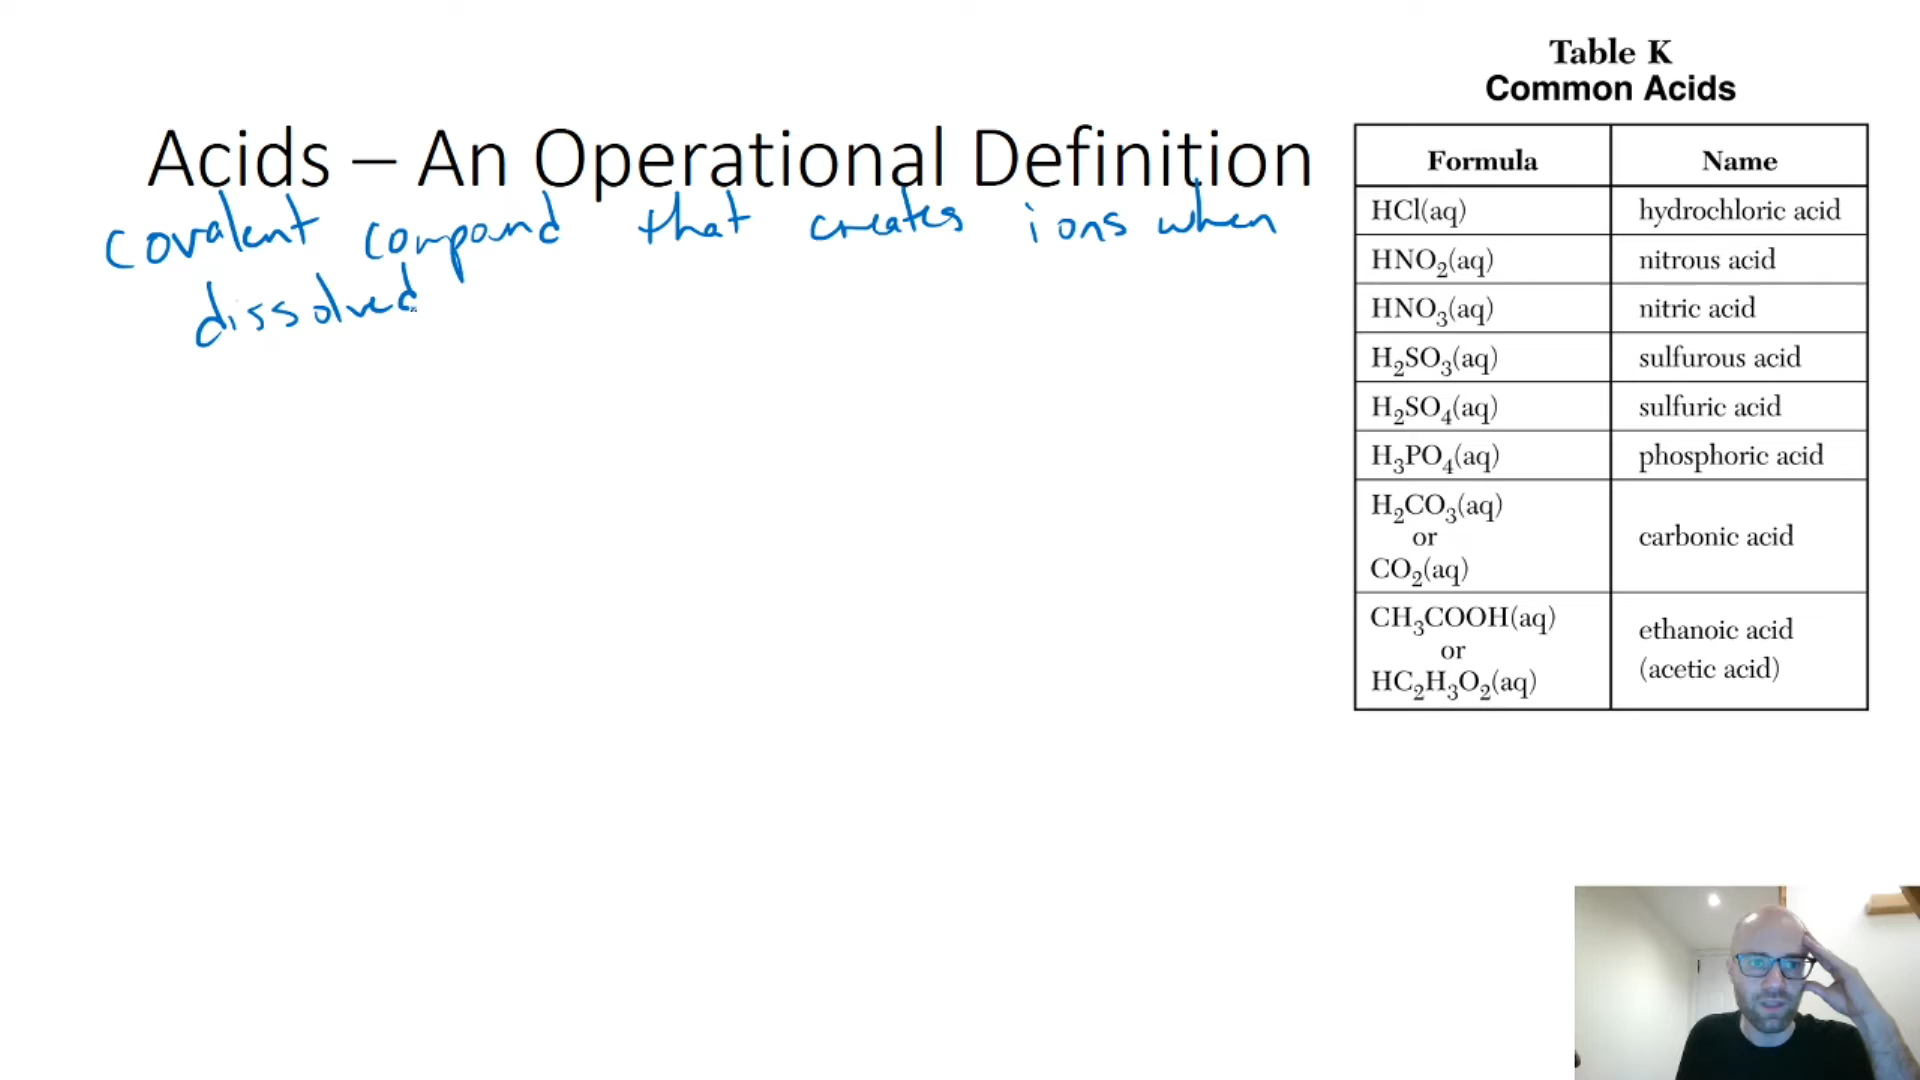 Table K
Common Acids
Acids – An Operational Definition
covalent compound that creates ions when
dissolved
Formula Name
HCl(aq) hydrochloric acid
HNO₂(aq) nitrous acid
HNO₃(aq) nitric acid
H₂SO₃(aq) sulfurous acid
H₂SO₄(aq) sulfuric acid
H₃PO₄(aq) phosphoric acid
H₂CO₃(aq)
or
CO₂(aq)
carbonic acid
CH₃COOH(aq)
or
HC₂H₃O₂(aq)
ethanoic acid
(acetic acid)